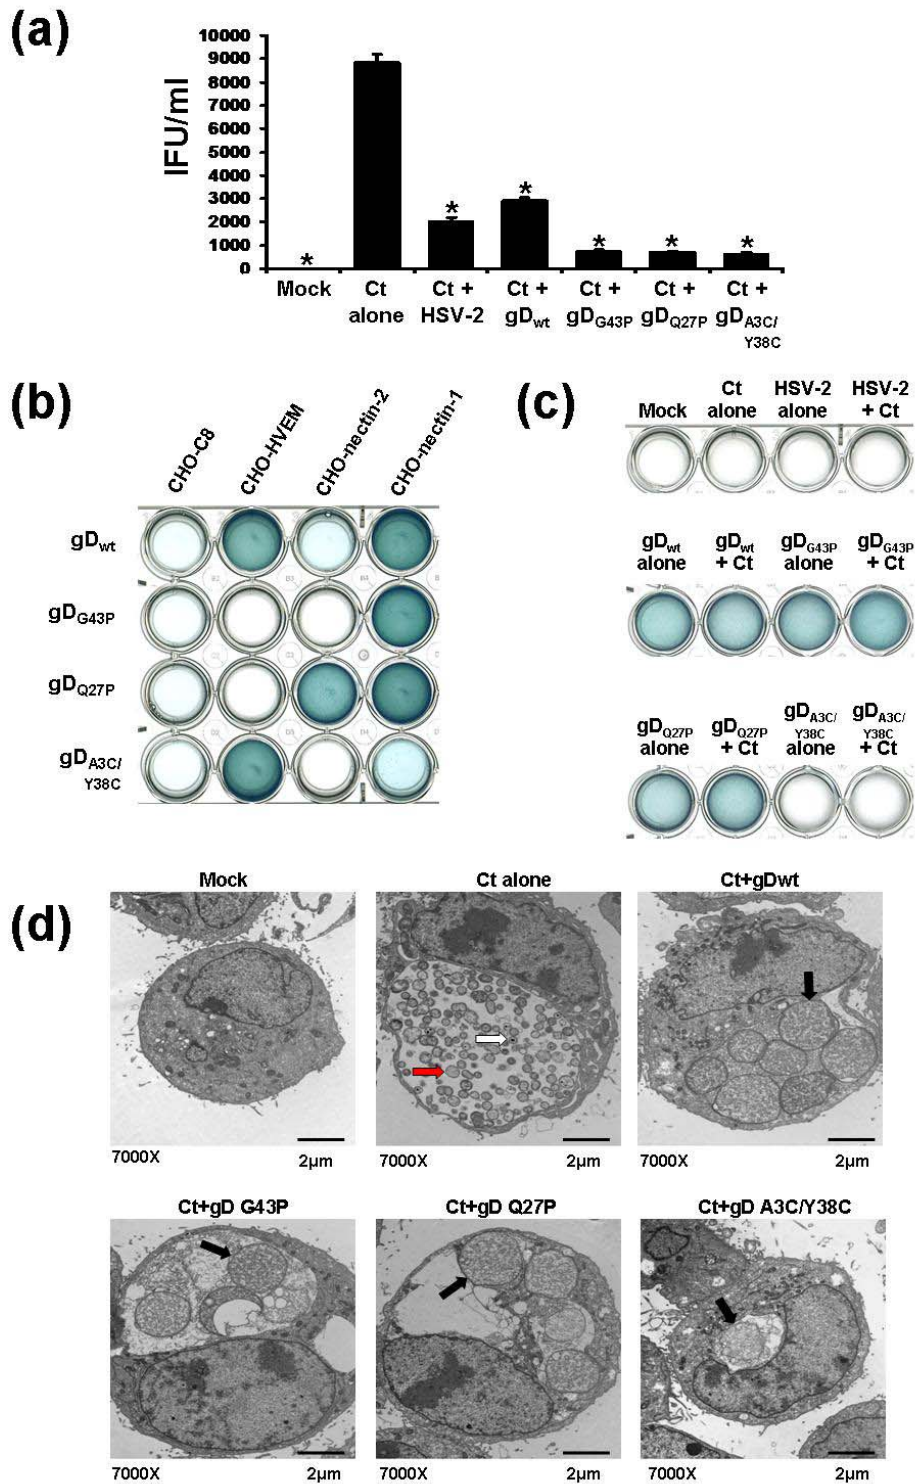 (a)
IFU/ml
10000
9000
8000
7000
6000
5000
4000
3000
2000
1000
0
*
*
*
*
*
*
Mock
Ct
alone
Ct +
HSV-2
Ct +
gDwt
Ct +
gDG43P
Ct +
gDQ27P
Ct +
gDA3C/
Y38C
(b)
CHO-C8
CHO-HVEM
CHO-nectin-2
CHO-nectin-1
gDwt
gDG43P
gDQ27P
gDA3C/
Y38C
(c)
Mock
Ct
alone
HSV-2
alone
HSV-2
+ Ct
gDwt
alone
gDwt
+ Ct
gDG43P
alone
gDG43P
+ Ct
gDQ27P
alone
gDQ27P
+ Ct
gDA3C/
Y38C
alone
gDA3C/
Y38C
+ Ct
(d)
Mock
Ct alone
Ct+gDwt
7000X
2µm
7000X
2µm
7000X
2µm
Ct+gD G43P
Ct+gD Q27P
Ct+gD A3C/Y38C
7000X
2µm
7000X
2µm
7000X
2µm